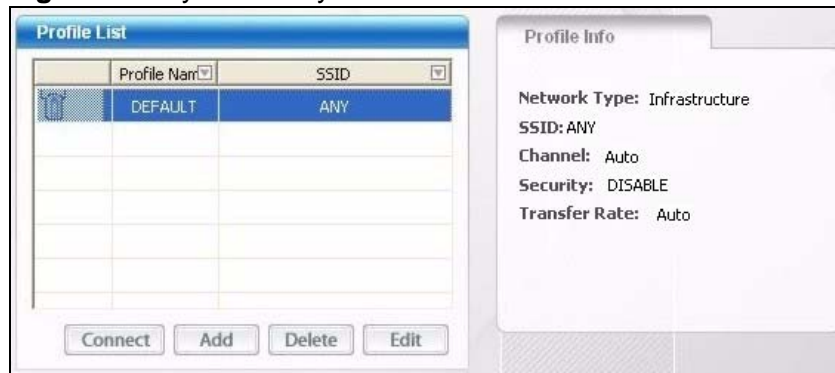 Profile List
Profile Nam SSID
DEFAULT ANY
Connect Add Delete Edit
Profile Info
Network Type: Infrastructure
SSID: ANY
Channel: Auto
Security: DISABLE
Transfer Rate: Auto